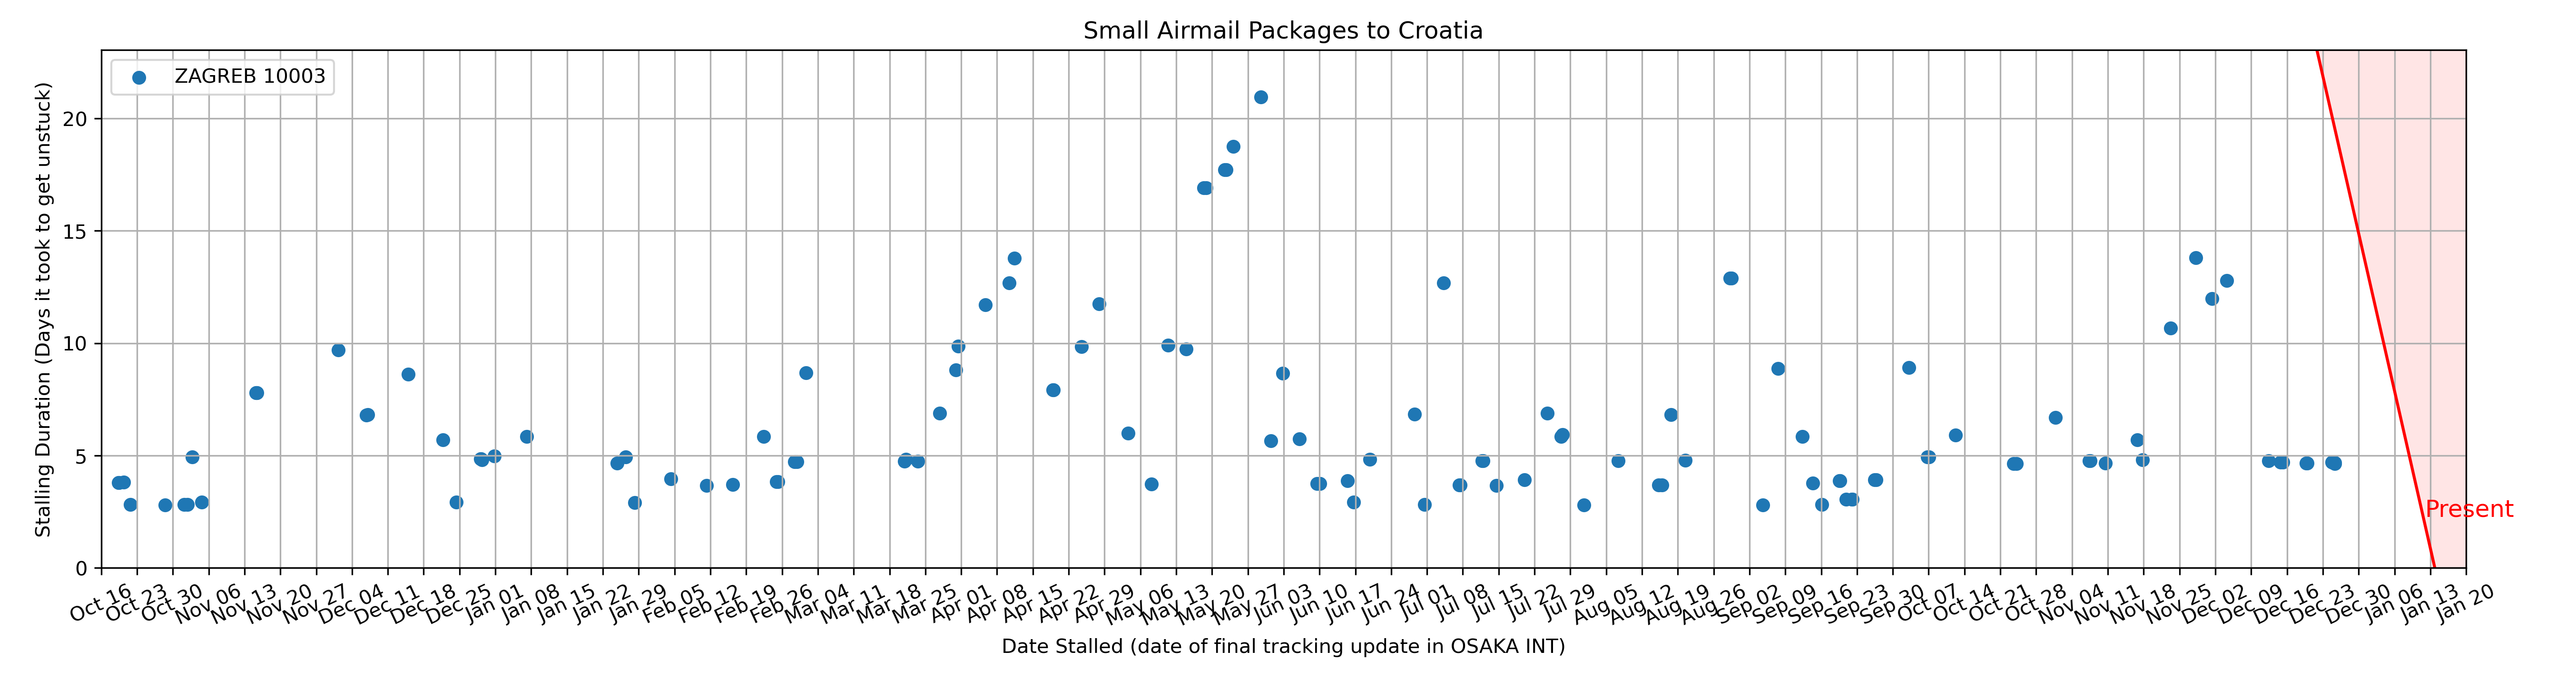 Small Airmail Packages to Croatia
ZAGREB 10003
Stalling Duration (Days it took to get unstuck)
20
15
10
5
0
Present
Oct 16 Oct 23 Oct 30 Nov 06 Nov 13 Nov 20 Nov 27 Dec 04 Dec 11 Dec 18 Dec 25 Jan 01 Jan 08 Jan 15 Jan 22 Jan 29 Feb 05 Feb 12 Feb 19 Feb 26 Mar 04 Mar 11 Mar 18 Mar 25 Apr 01 Apr 08 Apr 15 Apr 22 Apr 29 May 06 May 13 May 20 May 27 Jun 03 Jun 10 Jun 17 Jun 24 Jul 01 Jul 08 Jul 15 Jul 22 Jul 29 Aug 05 Aug 12 Aug 19 Aug 26 Sep 02 Sep 09 Sep 16 Sep 23 Sep 30 Oct 07 Oct 14 Oct 21 Oct 28 Nov 04 Nov 11 Nov 18 Nov 25 Dec 02 Dec 09 Dec 16 Dec 23 Dec 30 Jan 06 Jan 13 Jan 20
Date Stalled (date of final tracking update in OSAKA INT)